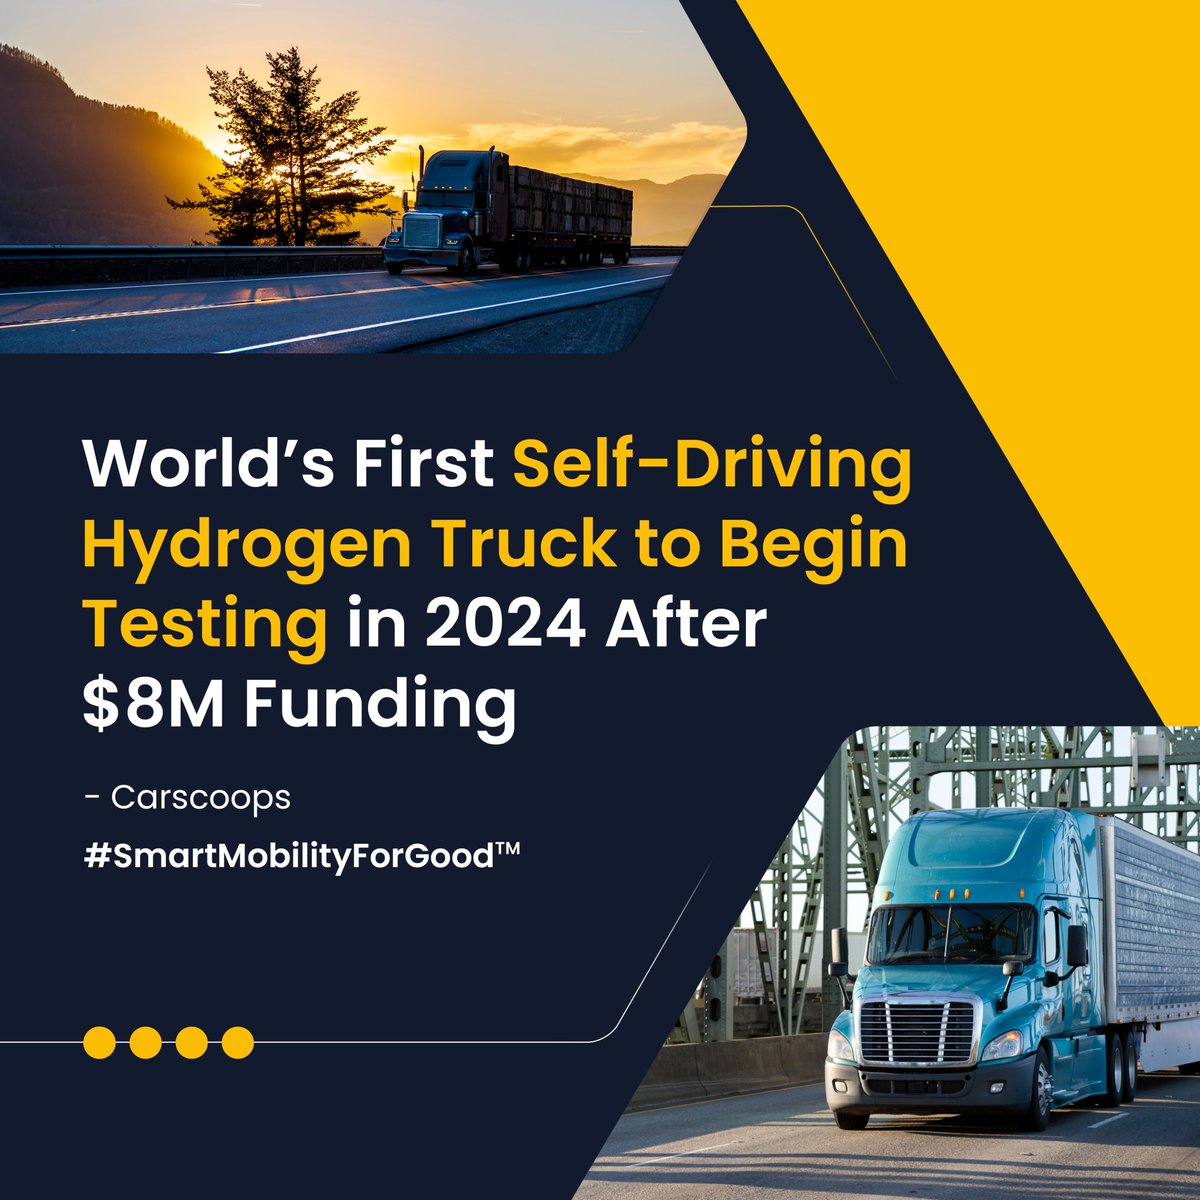 World’s First Self-Driving
Hydrogen Truck to Begin
Testing in 2024 After
$8M Funding
- Carscoops
#SmartMobilityForGood™